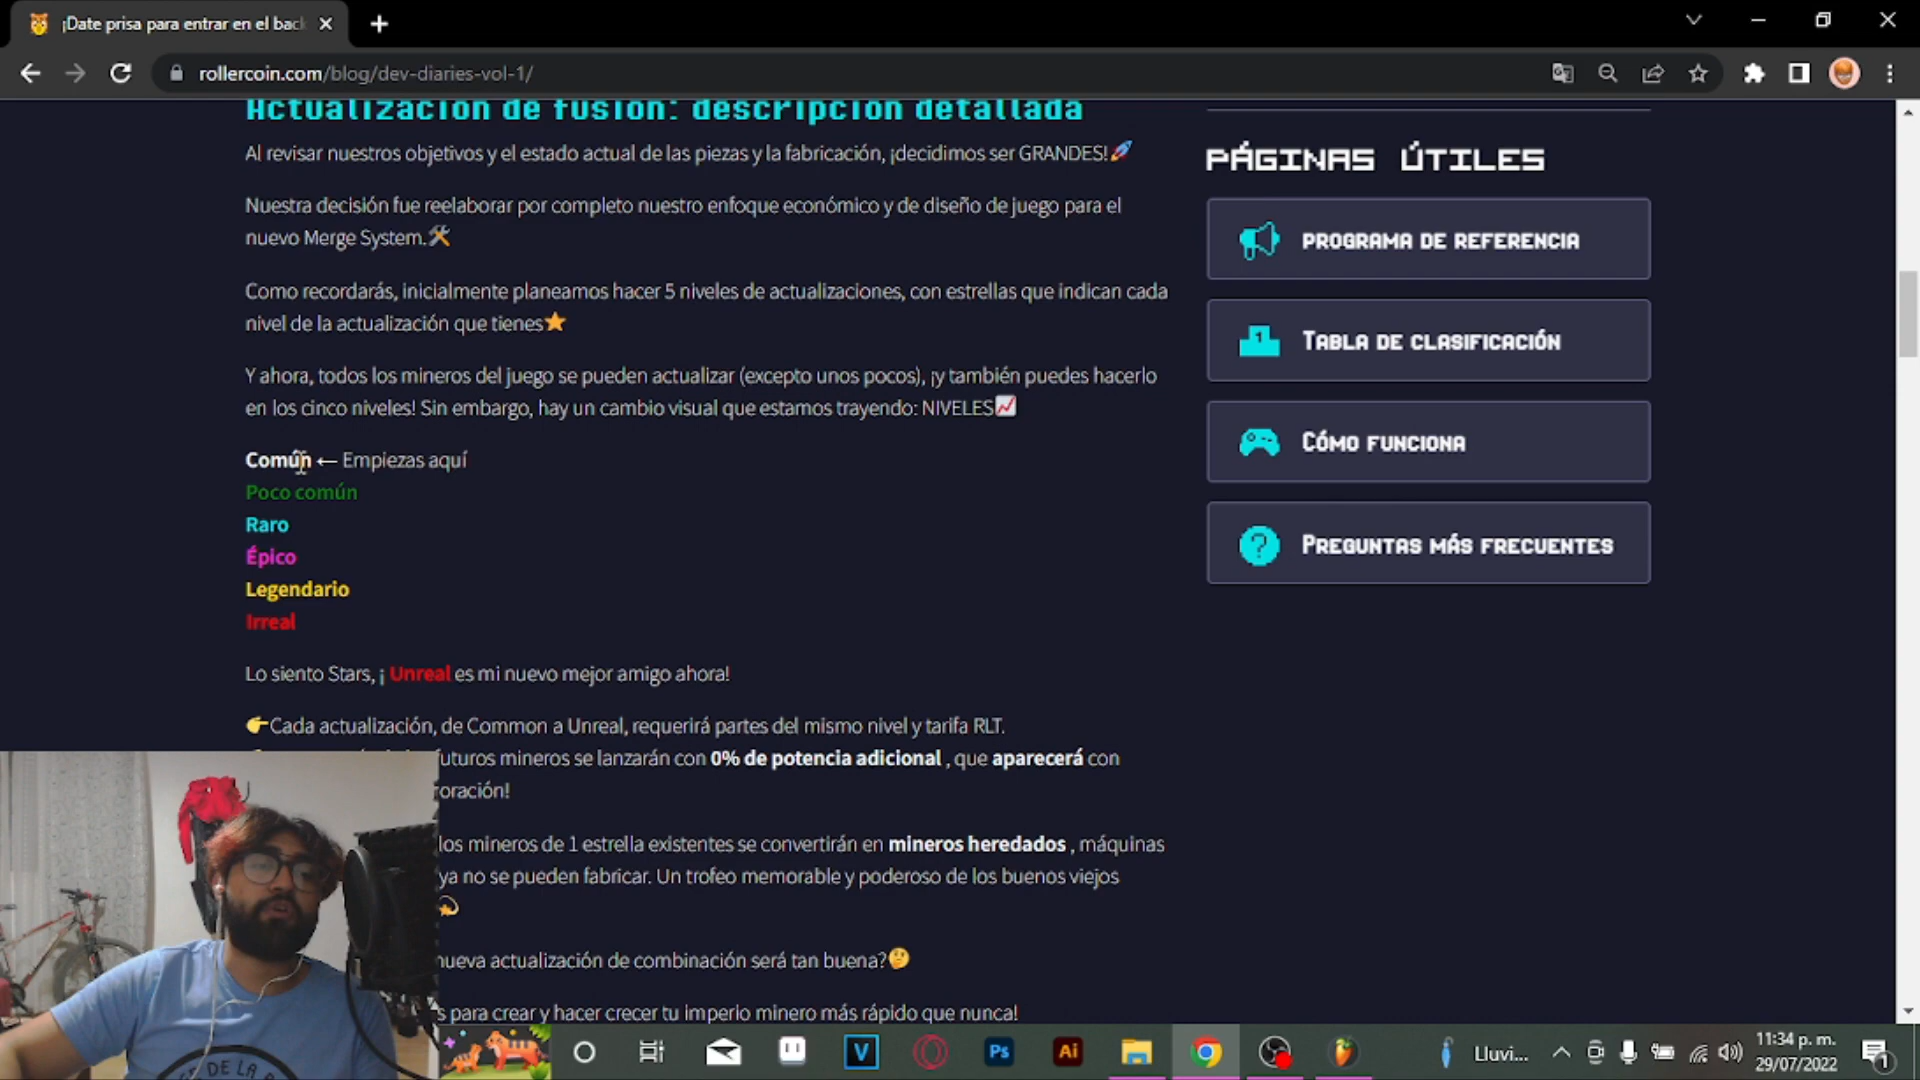 ¡Date prisa para entrar en el bac
rollercoin.com/blog/dev-diaries-vol-1/
Actualización de fusión: descripción detallada
Al revisar nuestros objetivos y el estado actual de las piezas y la fabricación, ¡decidimos ser GRANDES!🚀
Nuestra decisión fue reelaborar por completo nuestro enfoque económico y de diseño de juego para el
nuevo Merge System.🛠
Como recordarás, inicialmente planeamos hacer 5 niveles de actualizaciones, con estrellas que indican cada
nivel de la actualización que tienes⭐
Y ahora, todos los mineros del juego se pueden actualizar (excepto unos pocos), ¡y también puedes hacerlo
en los cinco niveles! Sin embargo, hay un cambio visual que estamos trayendo: NIVELES📈
Común ← Empiezas aquí
Poco común
Raro
Épico
Legendario
Irreal
Lo siento Stars, ¡ Unreal es mi nuevo mejor amigo ahora!
👉Cada actualización, de Common a Unreal, requerirá partes del mismo nivel y tarifa RLT.
futuros mineros se lanzarán con 0% de potencia adicional , que aparecerá con
oración!
los mineros de 1 estrella existentes se convertirán en mineros heredados , máquinas
ya no se pueden fabricar. Un trofeo memorable y poderoso de los buenos viejos
nueva actualización de combinación será tan buena?🤔
s para crear y hacer crecer tu imperio minero más rápido que nunca!
PÁGINAS ÚTILES
PROGRAMA DE REFERENCIA
TABLA DE CLASIFICACIÓN
CÓMO FUNCIONA
PREGUNTAS MÁS FRECUENTES
V
Ps
Ai
Lluvi...
11:34 p. m.
29/07/2022
1